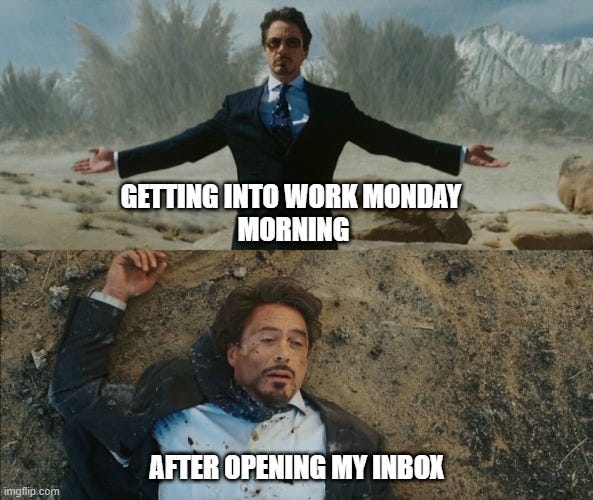 GETTING INTO WORK MONDAY
MORNING
AFTER OPENING MY INBOX
imgflip.com